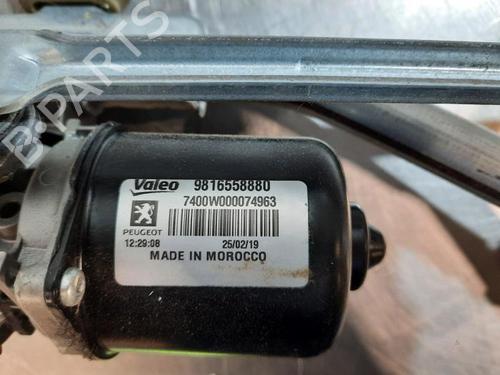 B-PARTS
Valeo 9816558880
7400W000074963
PEUGEOT
12:29:08 25/02/19
MADE IN MOROCCO